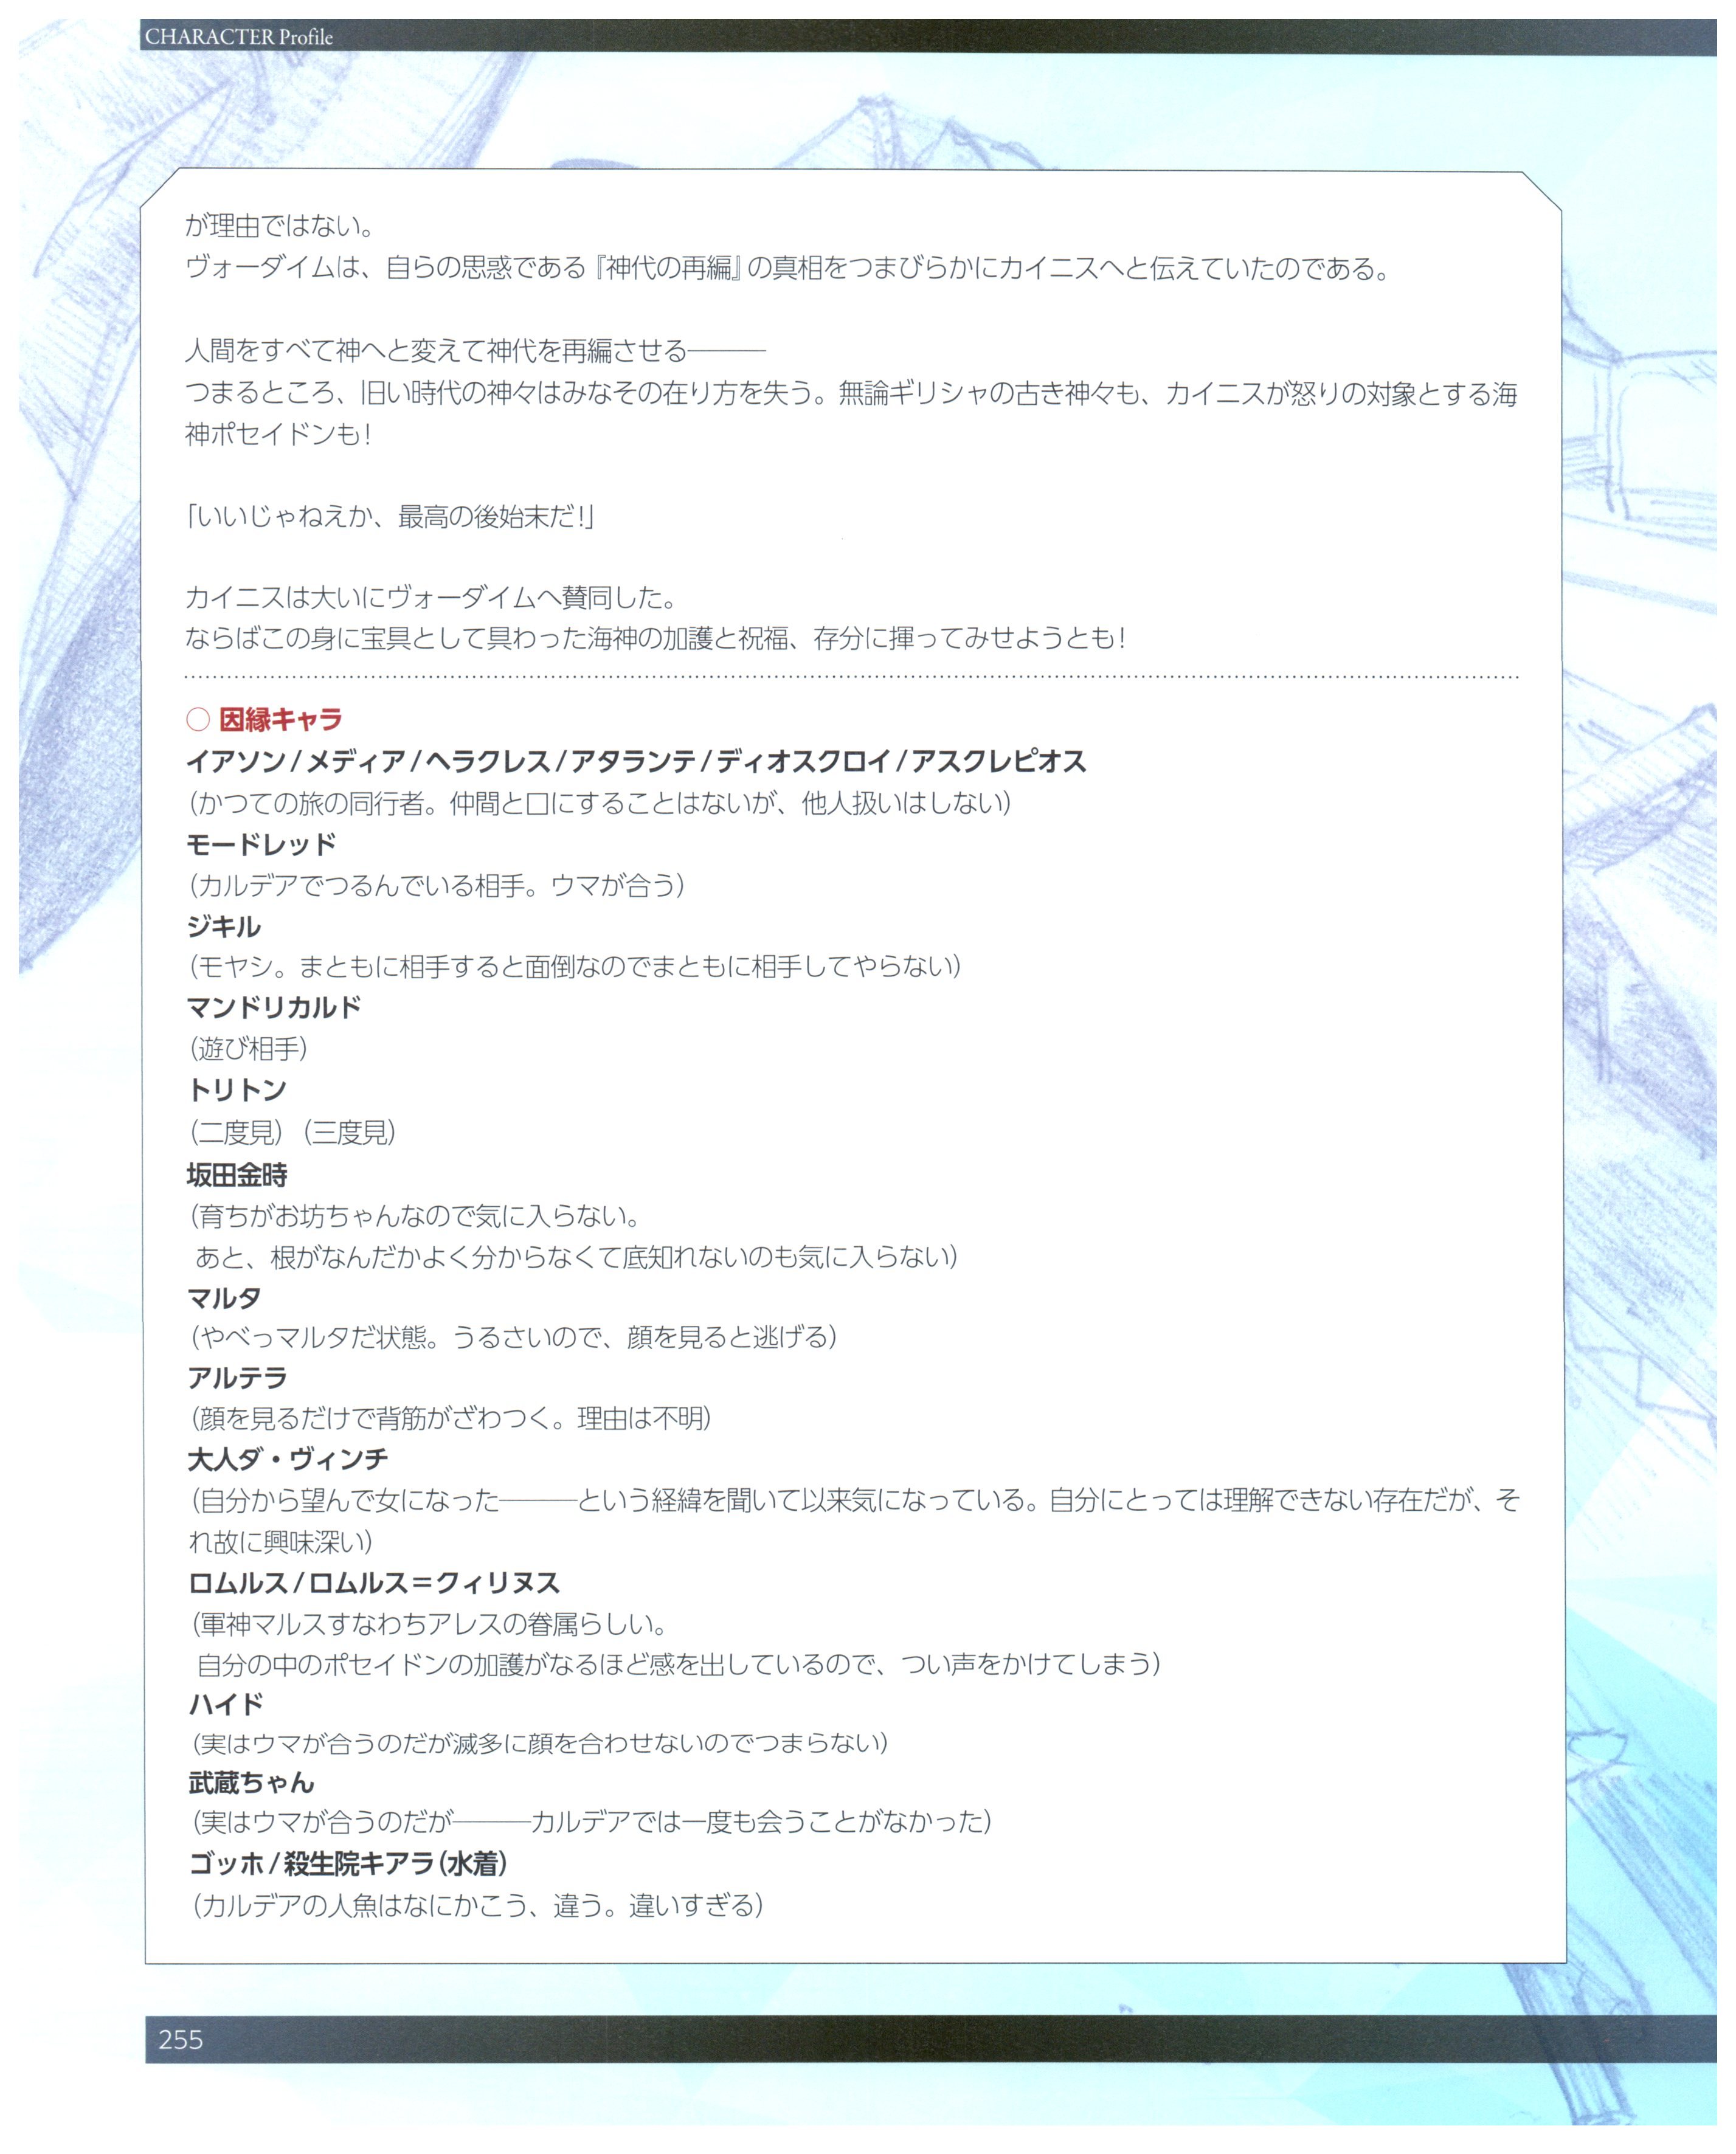 CHARACTER Profile
が理由ではない。
ヴォーダイムは、自らの思惑である『神代の再編』の真相をつまびらかにカイニスへと伝えていたのである。
人間をすべて神へと変えて神代を再編させる―――
つまるところ、旧い時代の神々はみなその在り方を失う。無論ギリシャの古き神々も、カイニスが怒りの対象とする海
神ポセイドンも！
「いいじゃねえか、最高の後始末だ！」
カイニスは大いにヴォーダイムへ賛同した。
ならばこの身に宝具として具わった海神の加護と祝福、存分に揮ってみせようとも！
○ 因縁キャラ
イアソン/メディア/ヘラクレス/アタランテ/ディオスクロイ/アスクレピオス
（かつての旅の同行者。仲間と口にすることはないが、他人扱いはしない）
モードレッド
（カルデアでつるんでいる相手。ウマが合う）
ジキル
（モヤシ。まともに相手すると面倒なのでまともに相手してやらない）
マンドリカルド
（遊び相手）
トリトン
（二度見）（三度見）
坂田金時
（育ちがお坊ちゃんなので気に入らない。
あと、根がなんだかよく分からなくて底知れないのも気に入らない）
マルタ
（やべっマルタだ状態。うるさいので、顔を見ると逃げる）
アルテラ
（顔を見るだけで背筋がざわつく。理由は不明）
大人ダ・ヴィンチ
（自分から望んで女になった―――という経緯を聞いて以来気になっている。自分にとっては理解できない存在だが、そ
れ故に興味深い）
ロムルス/ロムルス＝クィリヌス
（軍神マルスすなわちアレスの眷属らしい。
自分の中のポセイドンの加護がなるほど感を出しているので、つい声をかけてしまう）
ハイド
（実はウマが合うのだが滅多に顔を合わせないのでつまらない）
武蔵ちゃん
（実はウマが合うのだが―――カルデアでは一度も会うことがなかった）
ゴッホ/殺生院キアラ（水着）
（カルデアの人魚はなにかこう、違う。違いすぎる）
255